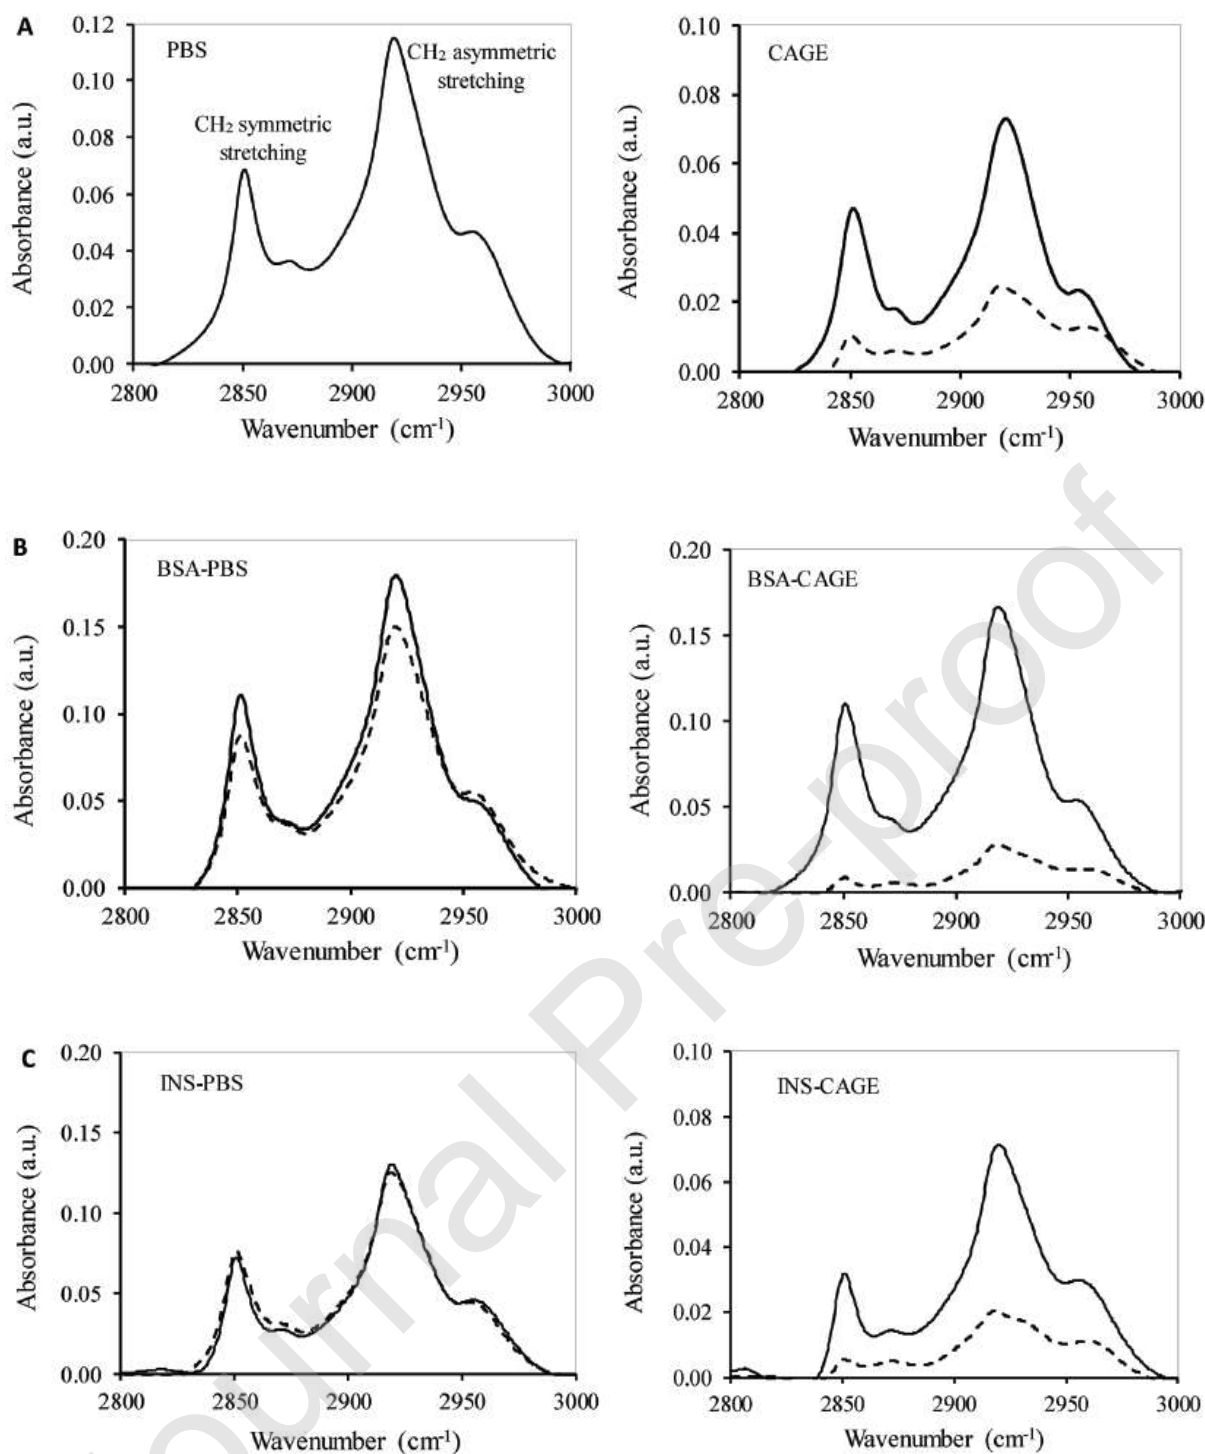 A
PBS
CH₂ symmetric
stretching
CH₂ asymmetric
stretching
Absorbance (a.u.)
0.12
0.10
0.08
0.06
0.04
0.02
0.00
2800 2850 2900 2950 3000
Wavenumber (cm⁻¹)
CAGE
Absorbance (a.u.)
0.10
0.08
0.06
0.04
0.02
0.00
2800 2850 2900 2950 3000
Wavenumber (cm⁻¹)
B
BSA-PBS
Absorbance (a.u.)
0.20
0.15
0.10
0.05
0.00
2800 2850 2900 2950 3000
Wavenumber (cm⁻¹)
BSA-CAGE
Absorbance (a.u.)
0.20
0.15
0.10
0.05
0.00
2800 2850 2900 2950 3000
Wavenumber (cm⁻¹)
C
INS-PBS
Absorbance (a.u.)
0.20
0.15
0.10
0.05
0.00
2800 2850 2900 2950 3000
Wavenumber (cm⁻¹)
INS-CAGE
Absorbance (a.u.)
0.10
0.08
0.06
0.04
0.02
0.00
2800 2850 2900 2950 3000
Wavenumber (cm⁻¹)
Journal Pre-proof